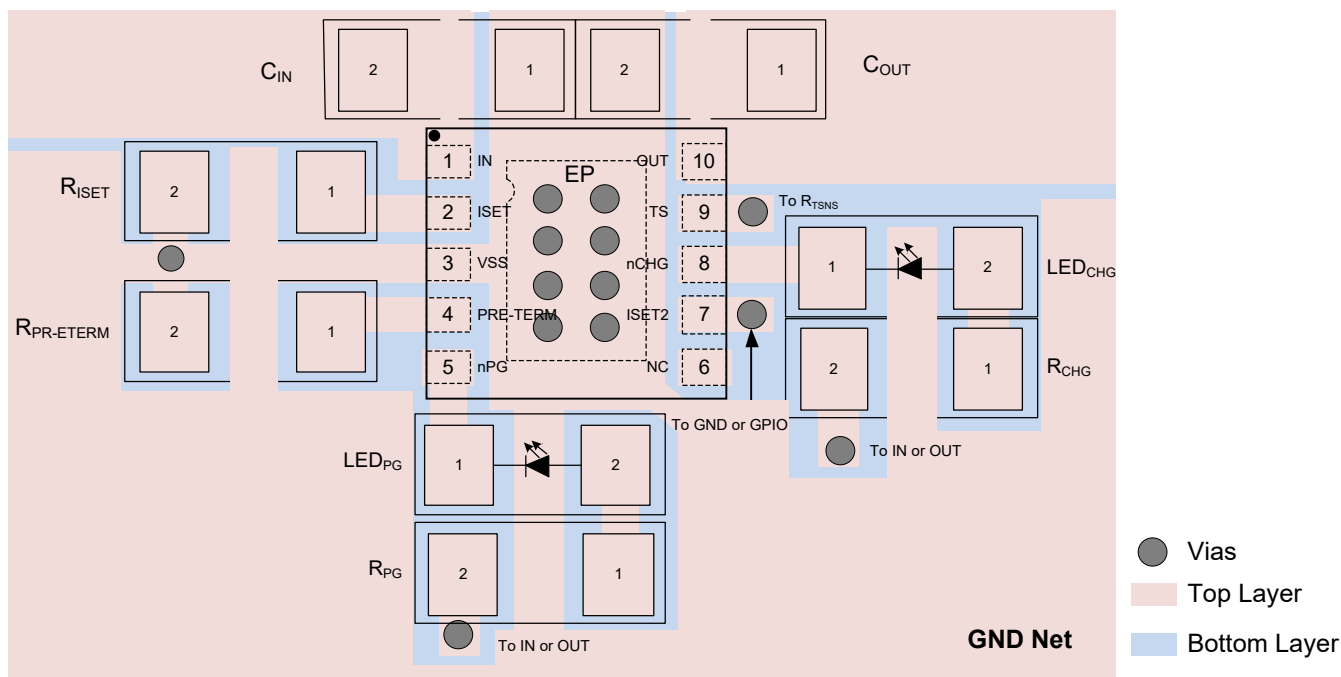 CIN
2
1
2
1
COUT
RISET
2
1
1
IN
EP
OUT
10
2
ISET
TS
9
To RTSNS
3
VSS
nCHG
8
1
2
LEDCHG
RPR-ETERM
2
1
4
PRE-TERM
ISET2
7
5
nPG
NC
6
2
1
RCHG
To GND or GPIO
To IN or OUT
LEDPG
1
2
RPG
2
1
To IN or OUT
GND Net
Vias
Top Layer
Bottom Layer